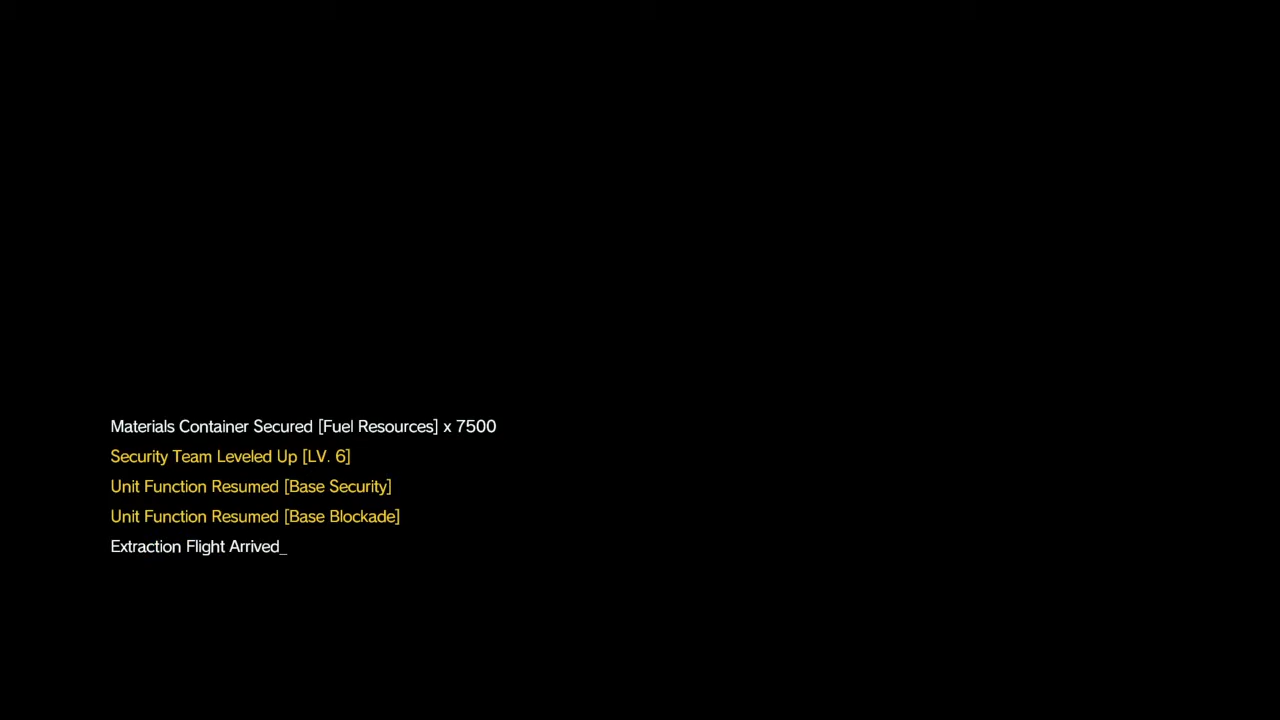 Materials Container Secured [Fuel Resources] x 7500
Security Team Leveled Up [LV. 6]
Unit Function Resumed [Base Security]
Unit Function Resumed [Base Blockade]
Extraction Flight Arrived_